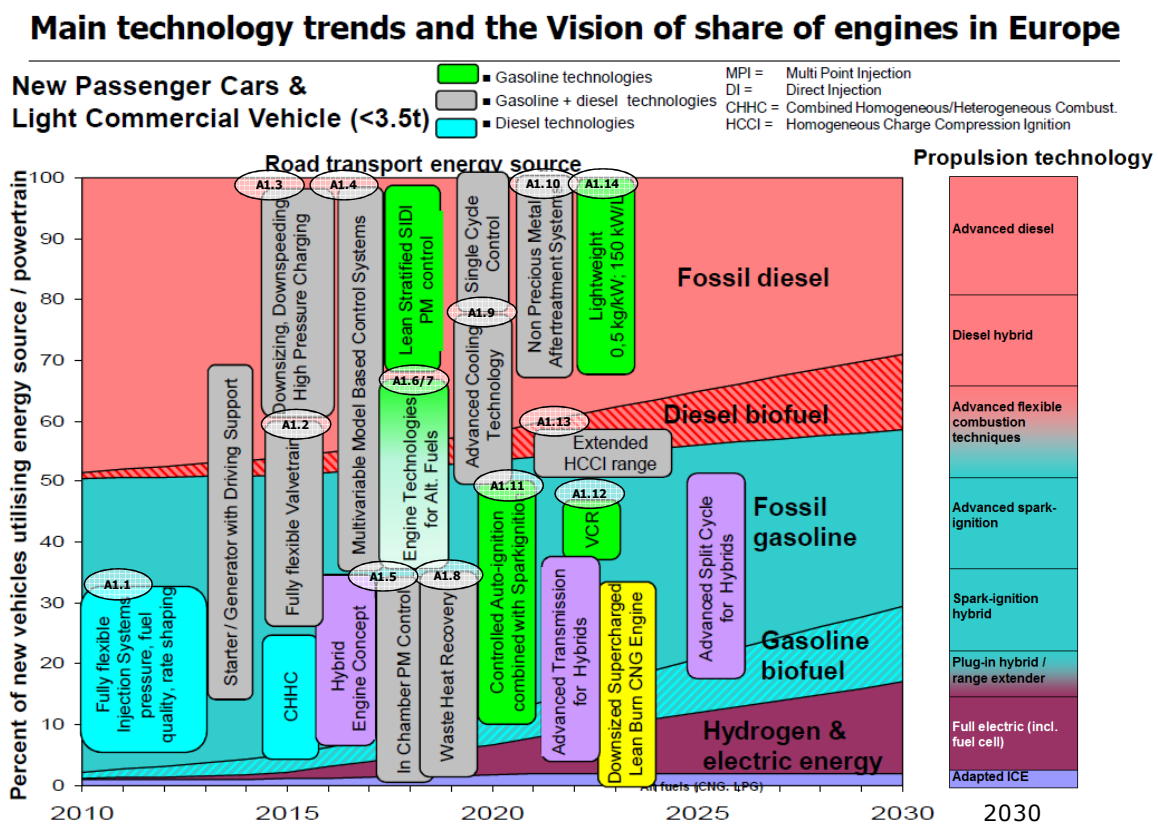 Main technology trends and the Vision of share of engines in Europe
New Passenger Cars &
Light Commercial Vehicle (<3.5t)
■ Gasoline technologies
■ Gasoline + diesel technologies
■ Diesel technologies
MPI = Multi Point Injection
DI = Direct Injection
CHHC = Combined Homogeneous/Heterogeneous Combust.
HCCI = Homogeneous Charge Compression Ignition
Road transport energy source
Propulsion technology
Percent of new vehicles utilising energy source / powertrain
100
90
80
70
60
50
40
30
20
10
0
2010
2015
2020
2025
2030
A1.1
Fully flexible
Injection Systems
pressure, fuel
quality, rate shaping
Starter / Generator with Driving Support
A1.3
Downsizing, Downspeeding
High Pressure Charging
A1.2
Fully flexible Valvetrain
CHHC
A1.4
Multivariable Model Based Control Systems
Hybrid
Engine Concept
Lean Stratified SIDI
PM control
A1.6/7
Engine Technologies
for Alt. Fuels
A1.5
In Chamber PM Control
A1.8
Waste Heat Recovery
Single Cycle
Control
A1.9
Advanced Cooling
Technology
A1.11
Controlled Auto-ignition
combined with Sparkignition
A1.10
Non Precious Metal
Aftertreatment System
A1.14
Lightweight
0,5 kg/kW; 150 kW/L
A1.13
Extended
HCCI range
A1.12
VCR
Advanced Transmission
for Hybrids
Downsized Supercharged
Lean Burn CNG Engine
Advanced Split Cycle
for Hybrids
Fossil diesel
Diesel biofuel
Fossil
gasoline
Gasoline
biofuel
Hydrogen &
electric energy
fuels (CNG. LPG)
Advanced diesel
Diesel hybrid
Advanced flexible
combustion
techniques
Advanced spark-
ignition
Spark-ignition
hybrid
Plug-in hybrid /
range extender
Full electric (incl.
fuel cell)
Adapted ICE
2030